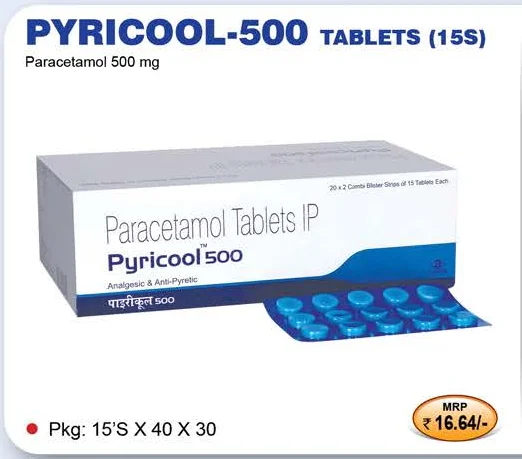 PYRICOOL-500 TABLETS (15S)
Paracetamol 500 mg
20 x 2 Combi Blister Strips of 15 Tablets Each
Paracetamol Tablets IP
Pyricool™ 500
Analgesic & Anti-Pyretic
पाइरीकूल 500
Pkg: 15'S X 40 X 30
MRP
₹ 16.64/-